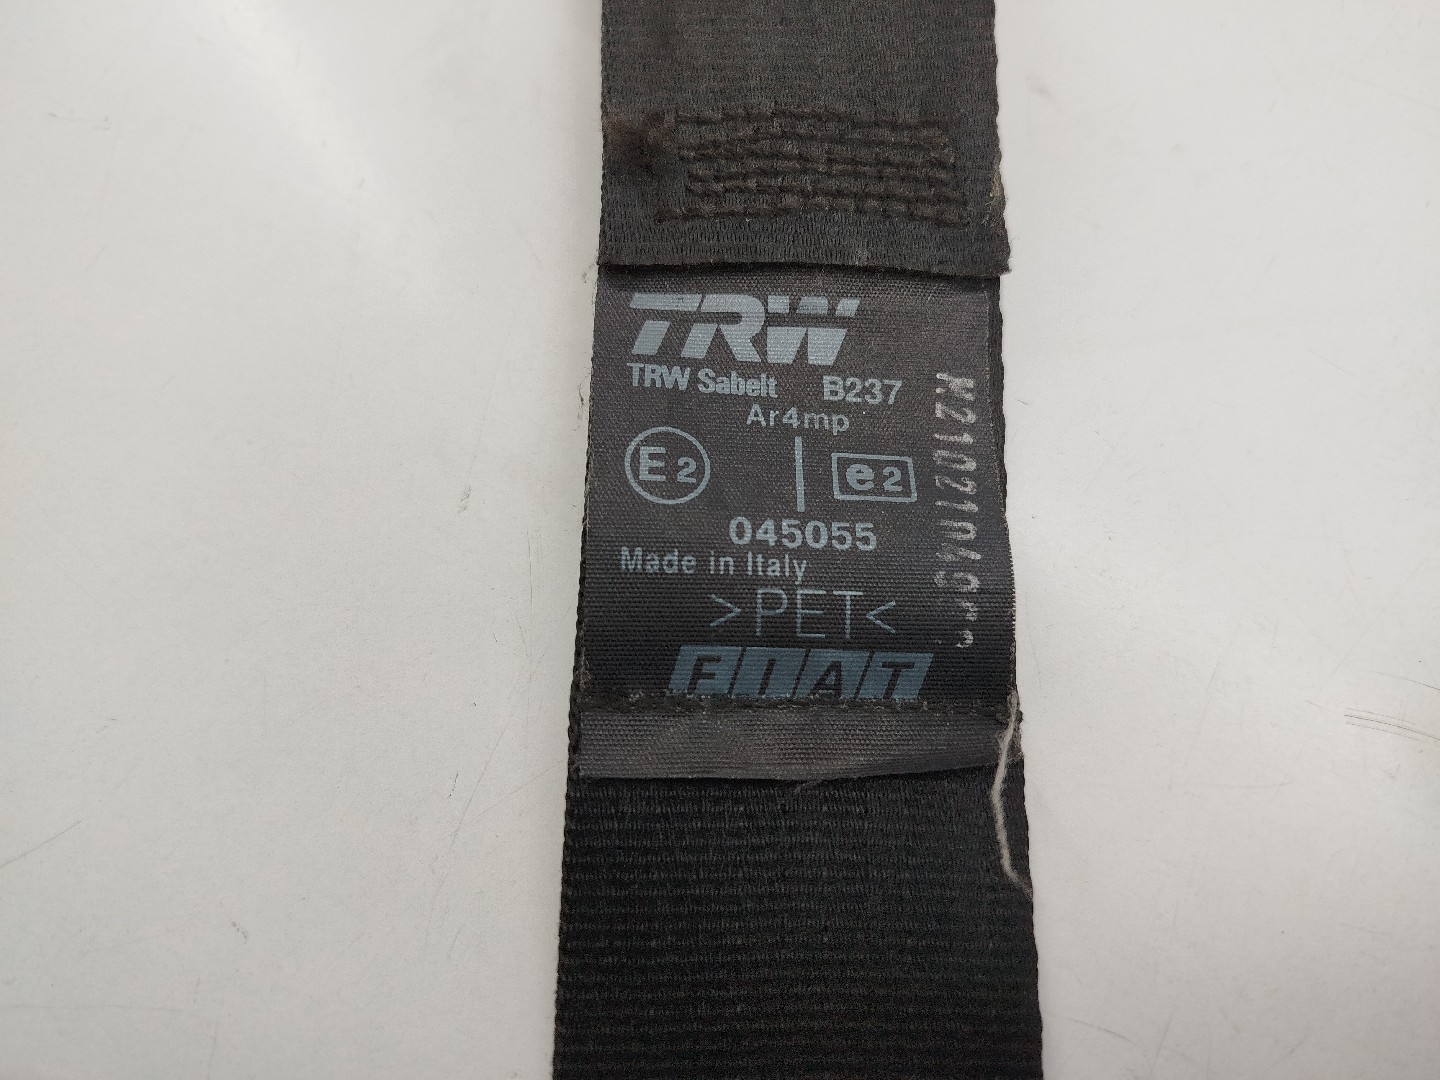 TRW
TRW Sabelt B237
Ar4mp
E2 e2
045055
Made in Italy
>PET<
FIAT